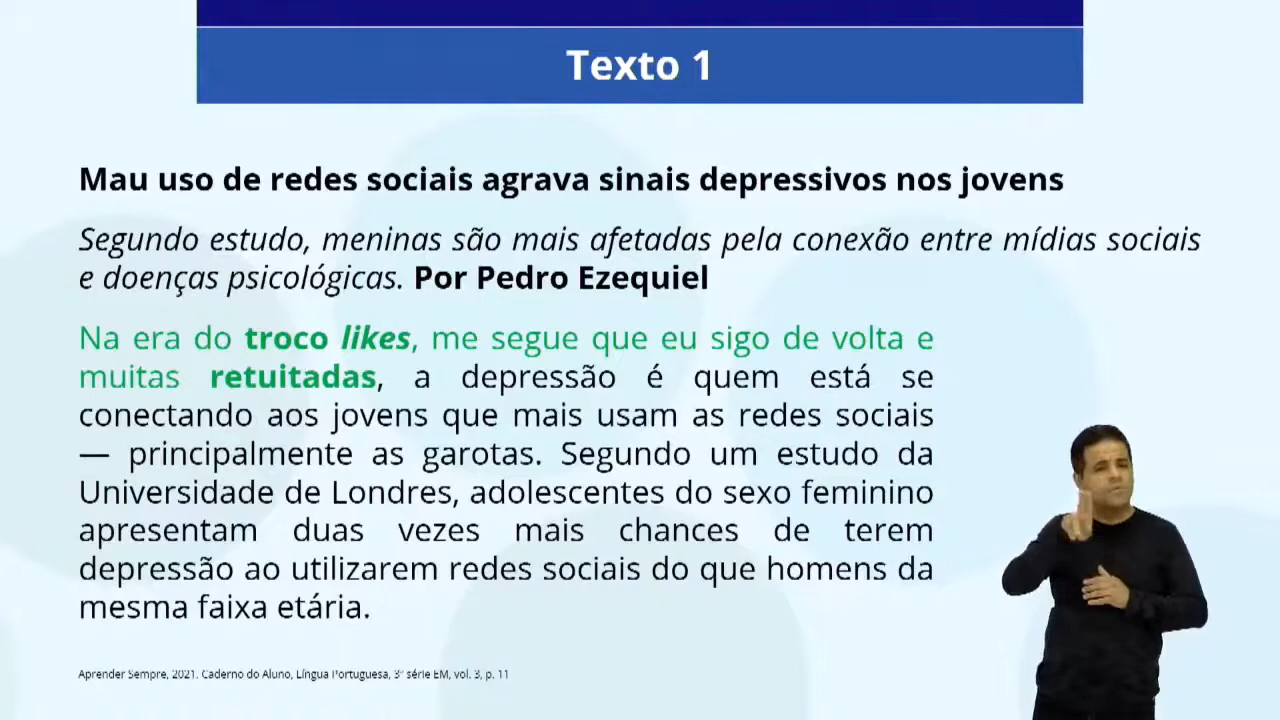 Texto 1
Mau uso de redes sociais agrava sinais depressivos nos jovens
Segundo estudo, meninas são mais afetadas pela conexão entre mídias sociais
e doenças psicológicas. Por Pedro Ezequiel
Na era do troco likes, me segue que eu sigo de volta e
muitas retuitadas, a depressão é quem está se
conectando aos jovens que mais usam as redes sociais
— principalmente as garotas. Segundo um estudo da
Universidade de Londres, adolescentes do sexo feminino
apresentam duas vezes mais chances de terem
depressão ao utilizarem redes sociais do que homens da
mesma faixa etária.
Aprender Sempre, 2021. Caderno do Aluno, Língua Portuguesa, 3ª série EM, vol. 3, p. 11